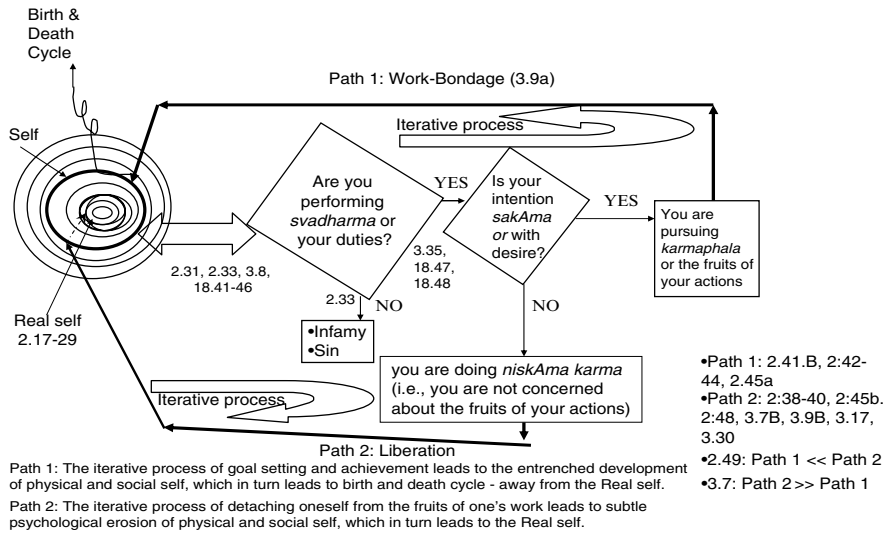 Birth &
Death
Cycle
Path 1: Work-Bondage (3.9a)
Iterative process
Self
Are you
performing
svadharma or
your duties?
YES
Is your
intention
sakAma
or with
desire?
YES
You are
pursuing
karmaphala
or the fruits of
your actions
2.31, 2.33, 3.8,
18.41-46
3.35,
18.47,
18.48
2.33
NO
NO
•Infamy
•Sin
Real self
2.17-29
you are doing niskAma karma
(i.e., you are not concerned
about the fruits of your actions)
Iterative process
Path 2: Liberation
•Path 1: 2.41.B, 2:42-
44, 2.45a
•Path 2: 2:38-40, 2:45b.
2:48, 3.7B, 3.9B, 3.17,
3.30
•2.49: Path 1 << Path 2
•3.7: Path 2 >> Path 1
Path 1: The iterative process of goal setting and achievement leads to the entrenched development
of physical and social self, which in turn leads to birth and death cycle - away from the Real self.
Path 2: The iterative process of detaching oneself from the fruits of one's work leads to subtle
psychological erosion of physical and social self, which in turn leads to the Real self.